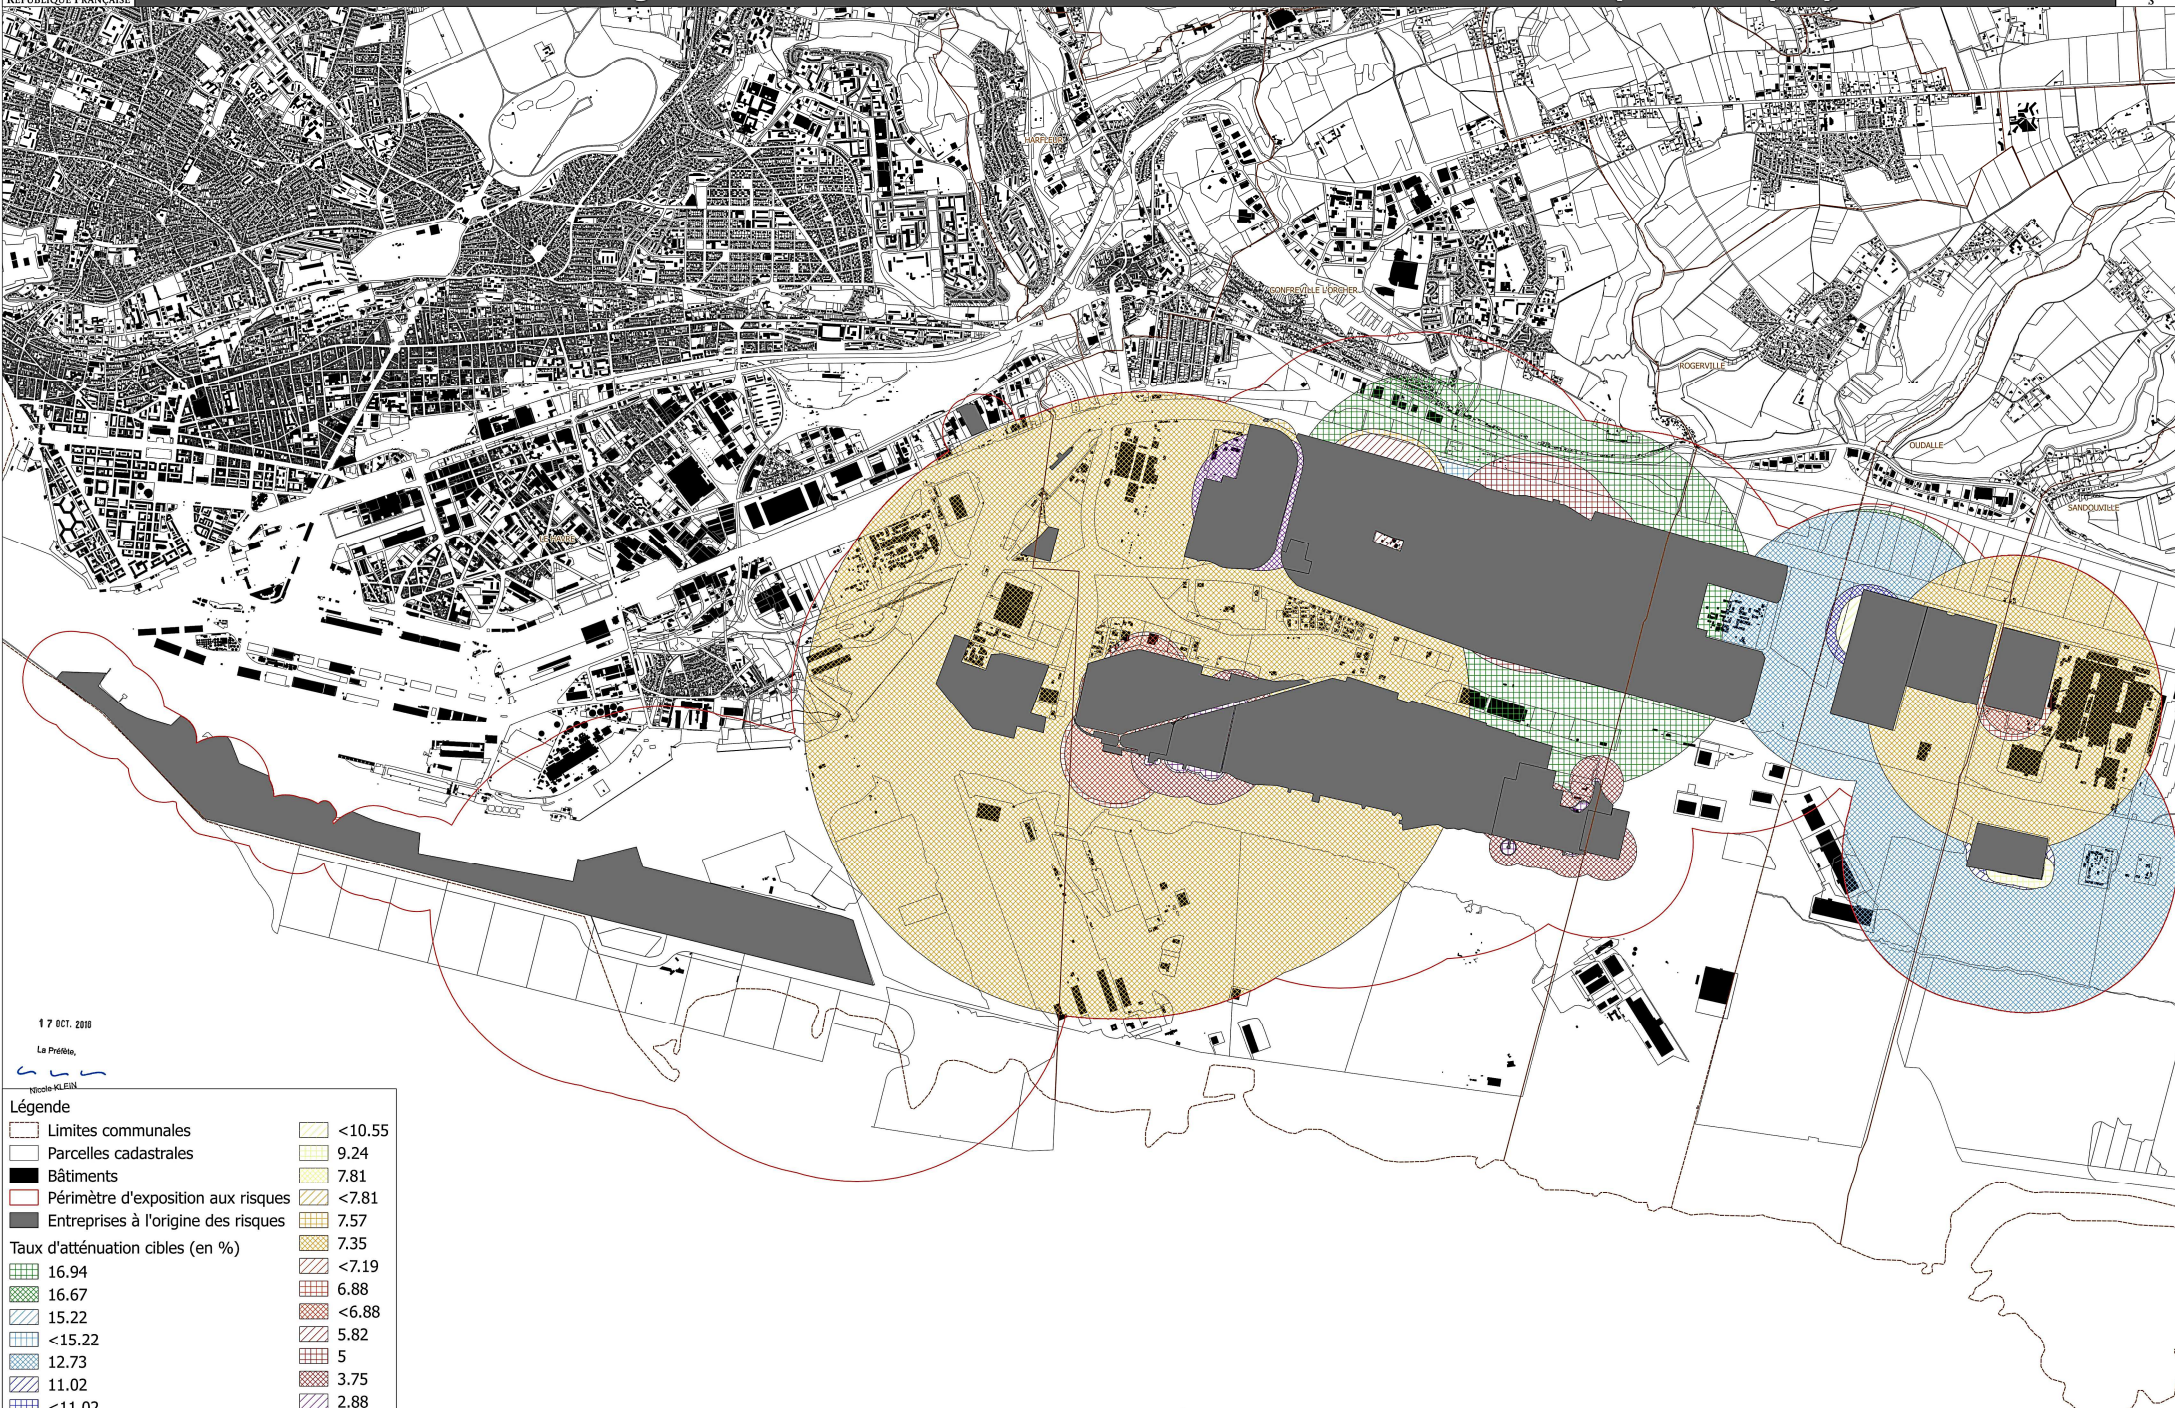 RÉPUBLIQUE FRANÇAISE
HARFLEUR
GONFREVILLE L'ORCHER
ROGERVILLE
OUDALLE
SANDOUVILLE
LE HAVRE
17 OCT. 2016
La Préfète,
Nicole KLEIN
Légende
Limites communales
Parcelles cadastrales
Bâtiments
Périmètre d'exposition aux risques
Entreprises à l'origine des risques
Taux d'atténuation cibles (en %)
16.94
16.67
15.22
<15.22
12.73
11.02
<11.02
<10.55
9.24
7.81
<7.81
7.57
7.35
<7.19
6.88
<6.88
5.82
5
3.75
2.88